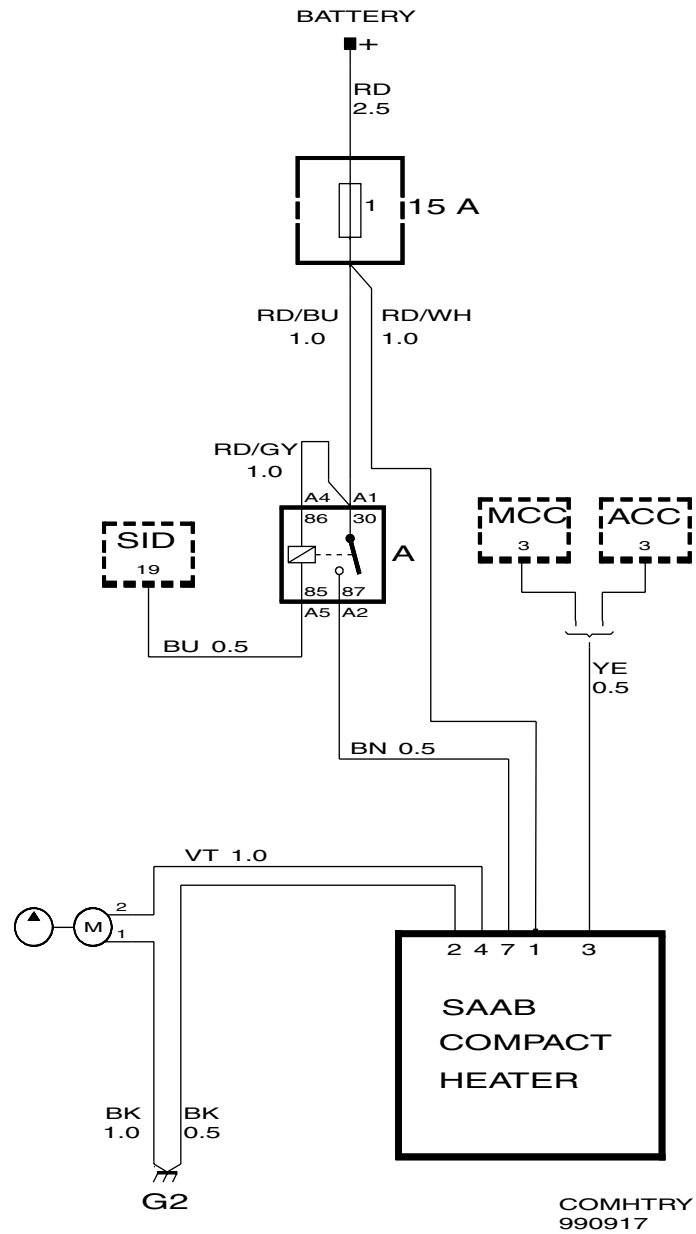 BATTERY
+
RD
2.5
1
15 A
RD/BU
1.0
RD/WH
1.0
RD/GY
1.0
A4 A1
86 30
A
85 87
A5 A2
SID
19
MCC
3
ACC
3
BU 0.5
YE
0.5
BN 0.5
VT 1.0
2
M
1
2 4 7 1 3
SAAB
COMPACT
HEATER
BK
1.0
BK
0.5
G2
COMHTRY
990917